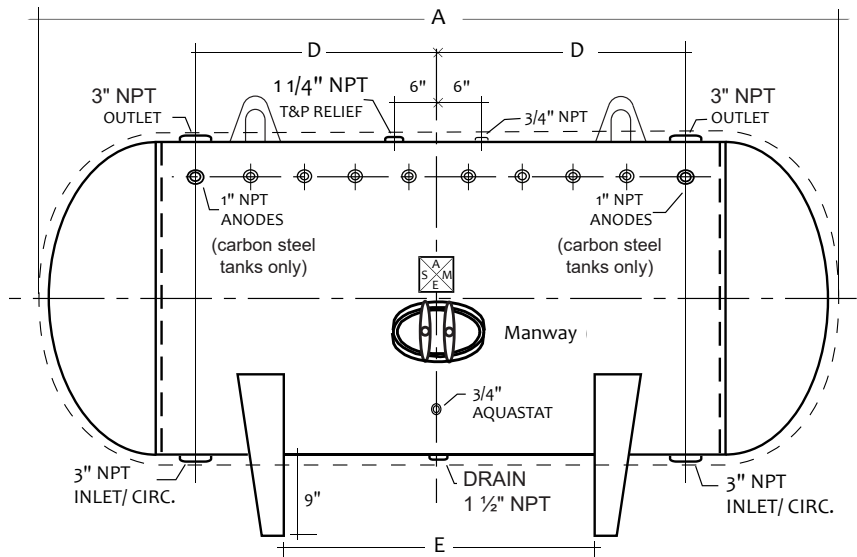 A
D
D
6"
6"
1 1/4" NPT
T&P RELIEF
3" NPT
OUTLET
3/4" NPT
3" NPT
OUTLET
1" NPT
ANODES
(carbon steel
tanks only)
1" NPT
ANODES
(carbon steel
tanks only)
A
S M
E
Manway
3/4"
AQUASTAT
3" NPT
INLET/ CIRC.
9"
DRAIN
1 ½" NPT
3" NPT
INLET/ CIRC.
E